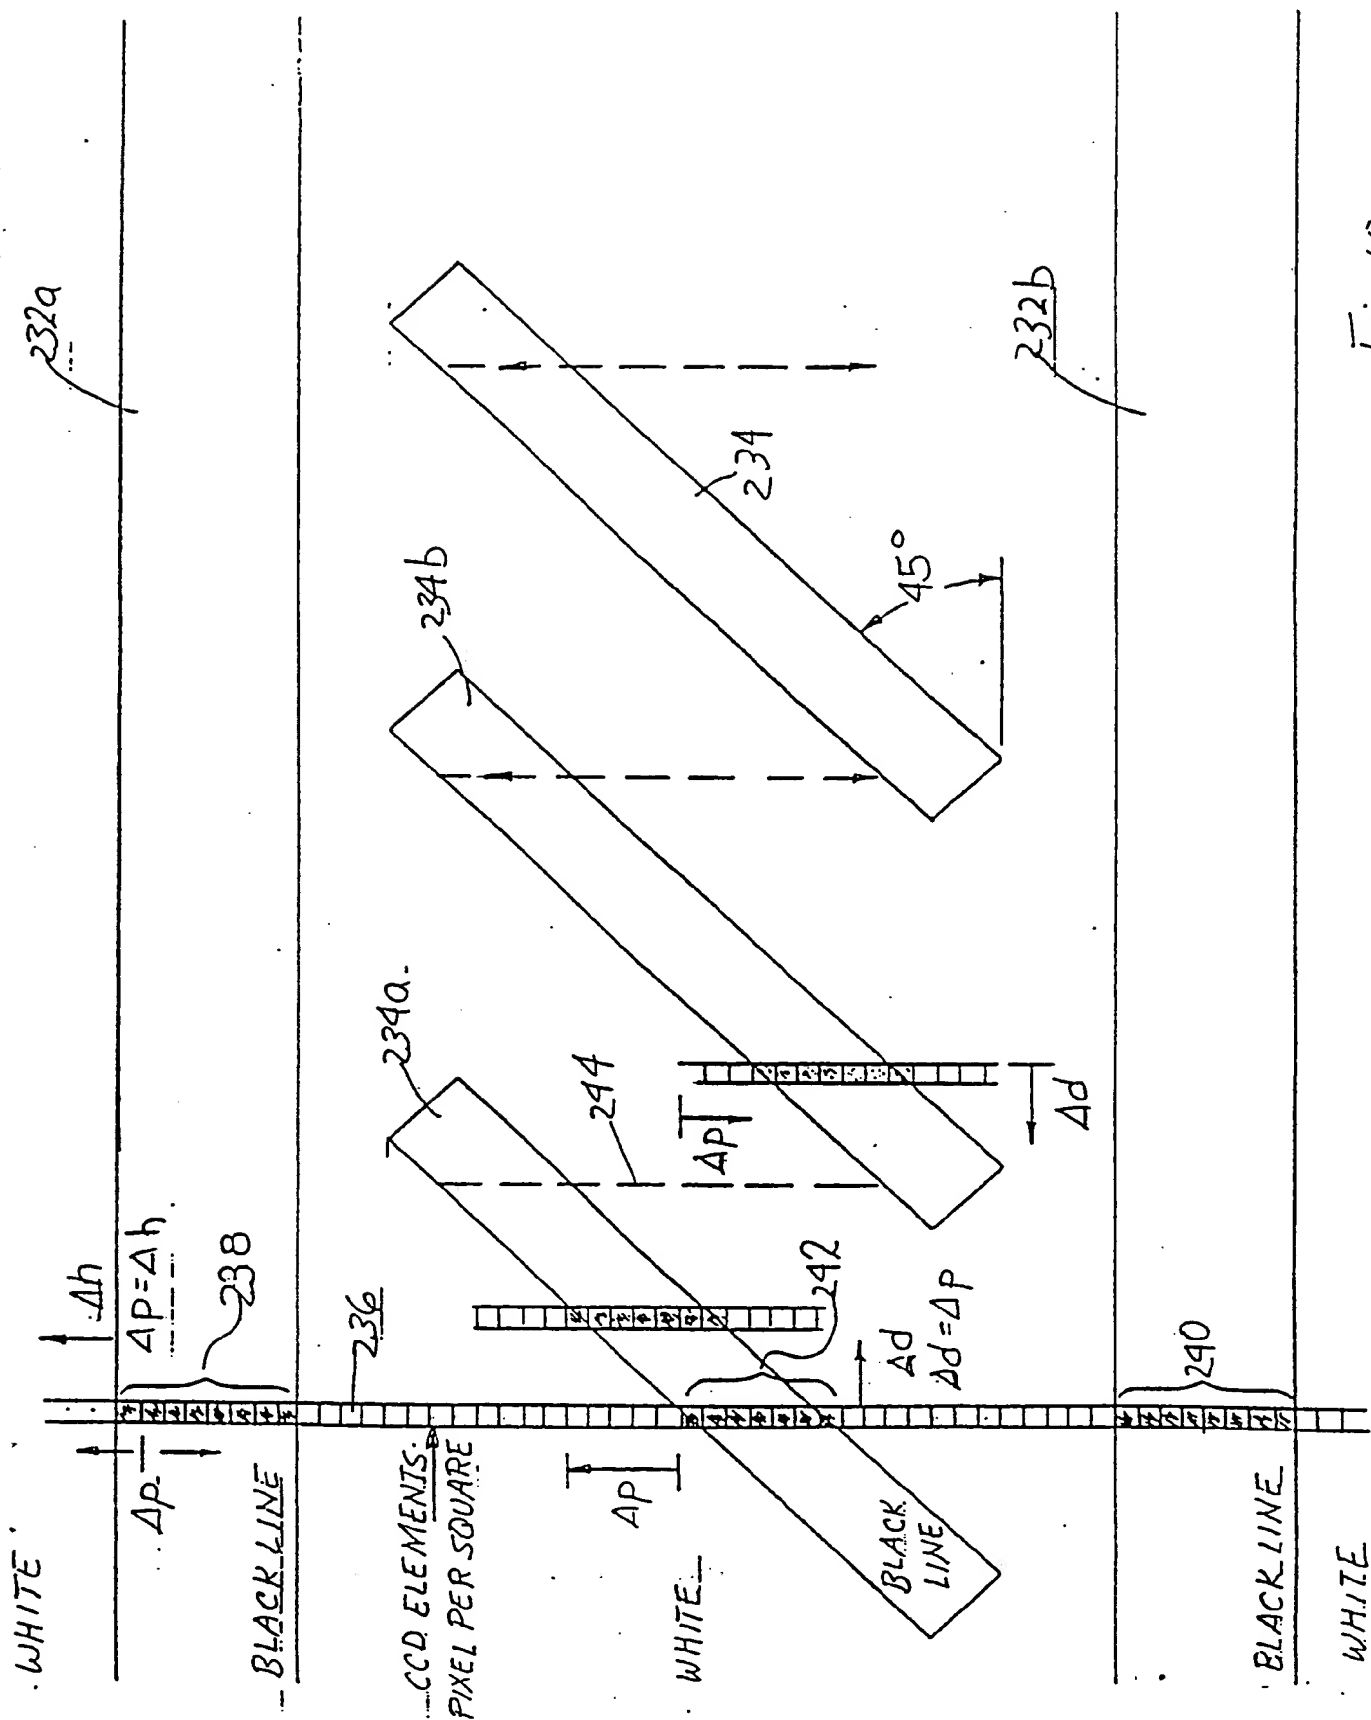 WHITE
Δh
232a
Δp
Δp=Δh
238
BLACK LINE
236
CCD ELEMENTS
PIXEL PER SQUARE
234a
234b
244
234
45°
Δp
WHITE
Δp
Δd
242
232b
BLACK
LINE
Δd
Δd=Δp
240
BLACK LINE
WHITE